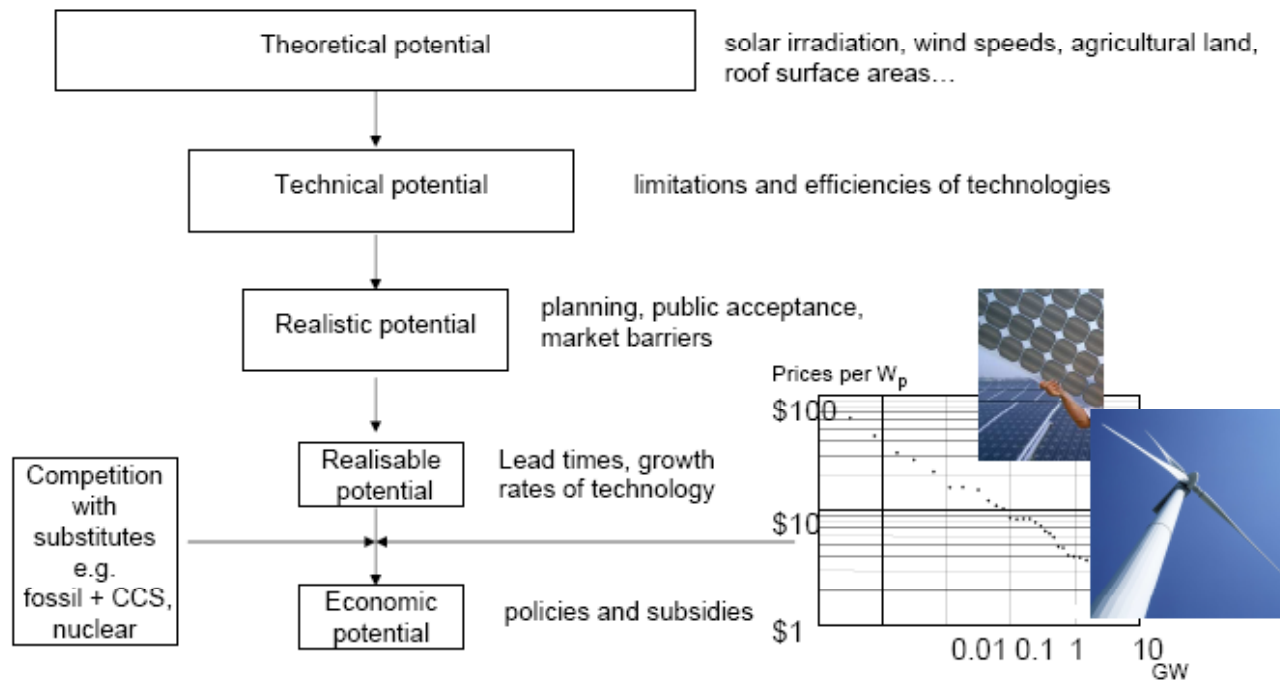 Theoretical potential
solar irradiation, wind speeds, agricultural land,
roof surface areas…
Technical potential
limitations and efficiencies of technologies
Realistic potential
planning, public acceptance,
market barriers
Prices per Wp
$100
$10
$1
0.01 0.1 1 10
GW
Realisable
potential
Lead times, growth
rates of technology
Competition
with
substitutes
e.g.
fossil + CCS,
nuclear
Economic
potential
policies and subsidies